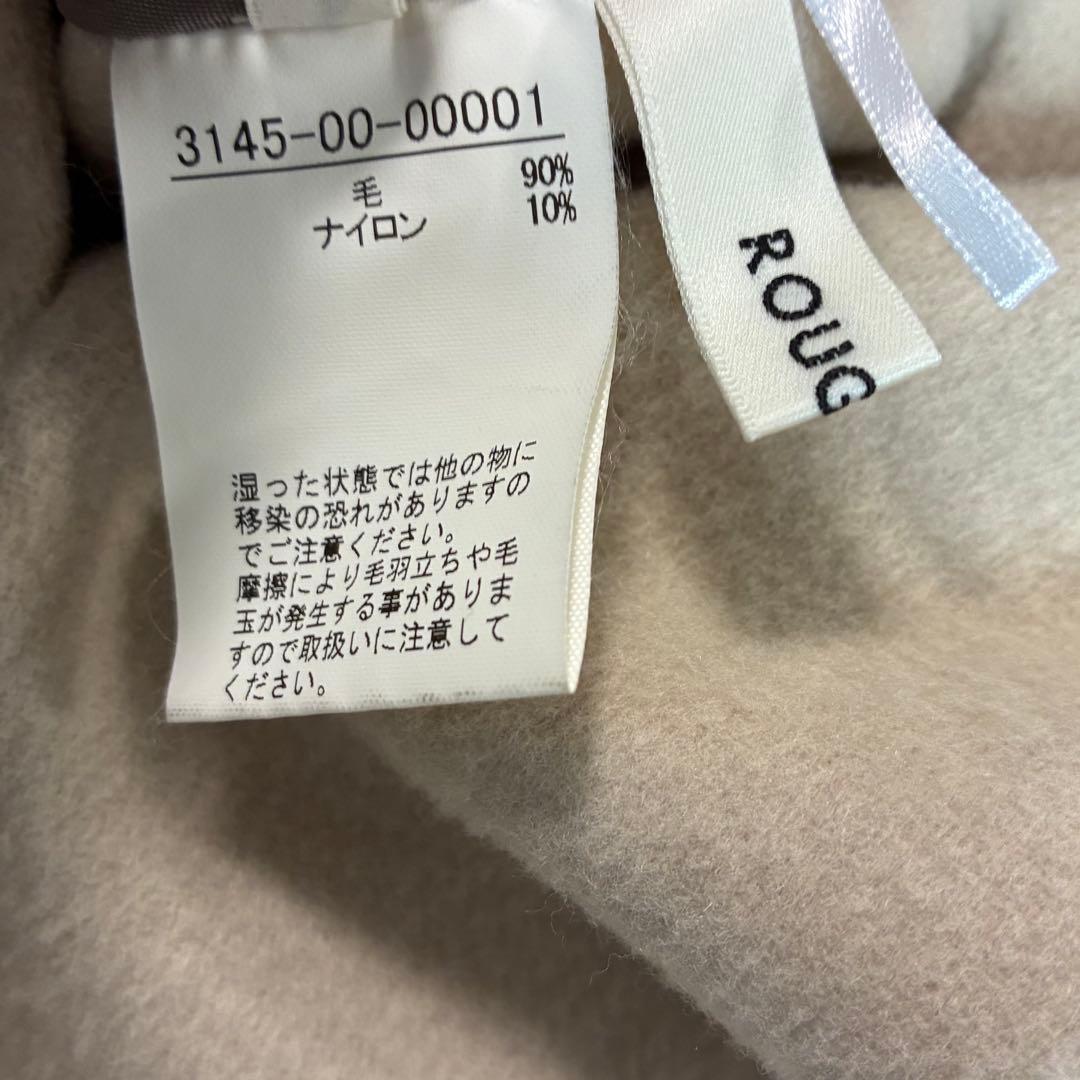 3145-00-00001
毛 90%
ナイロン 10%
湿った状態では他の物に
移染の恐れがありますの
でご注意ください。
摩擦により毛羽立ちや毛
玉が発生する事がありま
すので取扱いに注意して
ください。
ROUG